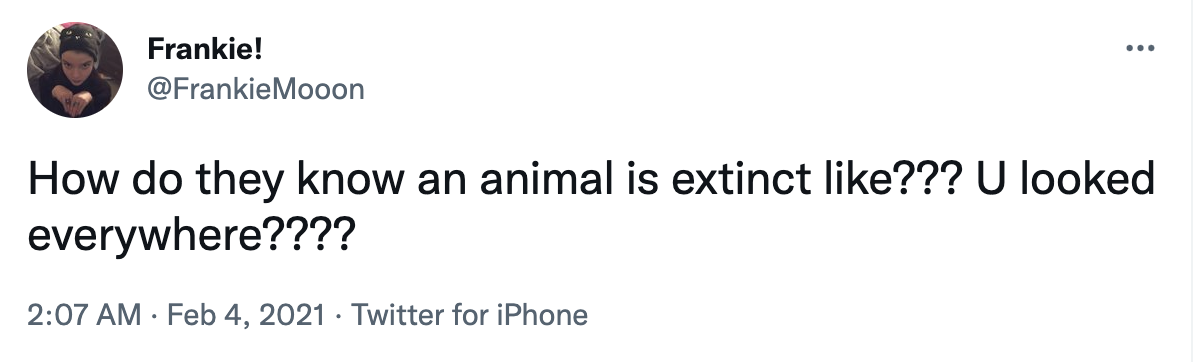 Frankie!
@FrankieMooon
How do they know an animal is extinct like??? U looked
everywhere????
2:07 AM · Feb 4, 2021 · Twitter for iPhone